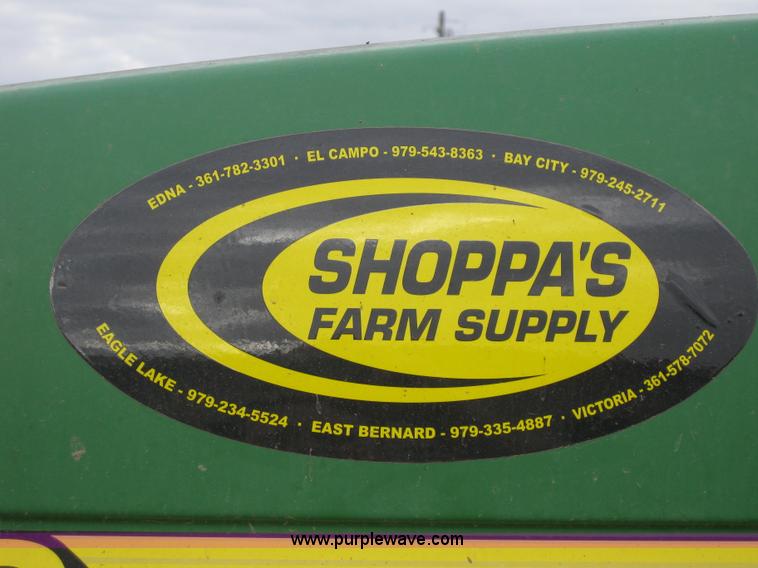 EDNA - 361-782-3301 · EL CAMPO - 979-543-8363 · BAY CITY - 979-245-2711
SHOPPA'S
FARM SUPPLY
EAGLE LAKE - 979-234-5524 · EAST BERNARD - 979-335-4887 · VICTORIA - 361-578-7072
www.purplewave.com